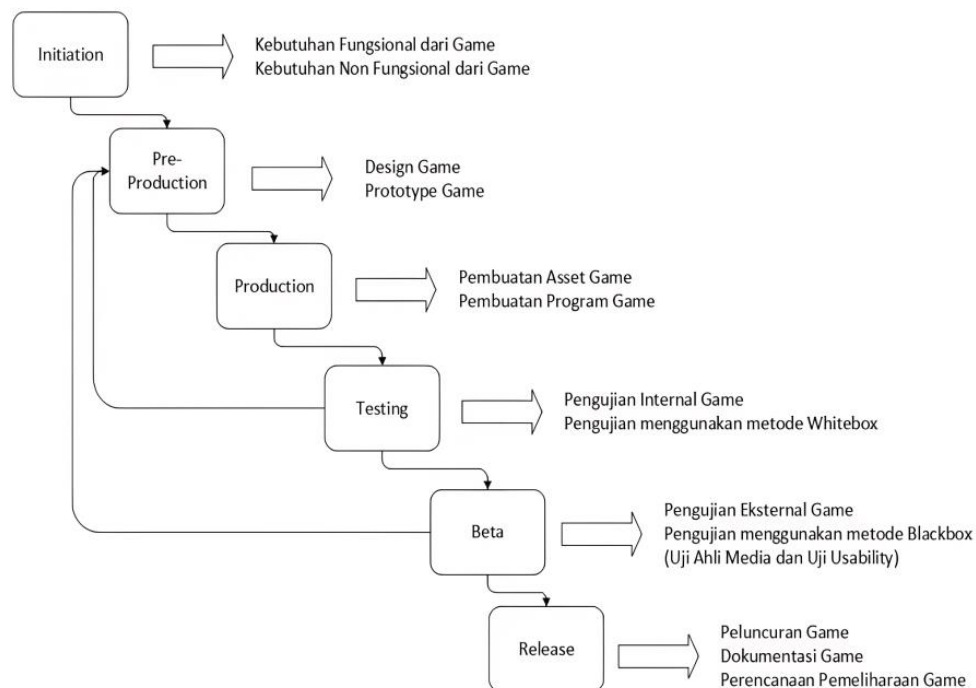 Initiation
Kebutuhan Fungsional dari Game
Kebutuhan Non Fungsional dari Game
Pre-
Production
Design Game
Prototype Game
Production
Pembuatan Asset Game
Pembuatan Program Game
Testing
Pengujian Internal Game
Pengujian menggunakan metode Whitebox
Beta
Pengujian Eksternal Game
Pengujian menggunakan metode Blackbox
(Uji Ahli Media dan Uji Usability)
Release
Peluncuran Game
Dokumentasi Game
Perencanaan Pemeliharaan Game